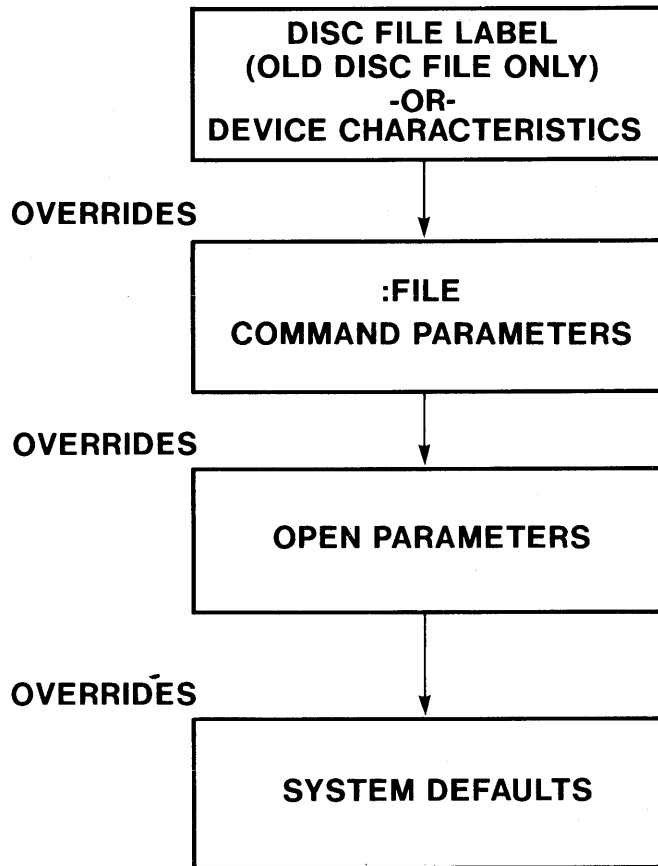 DISC FILE LABEL
(OLD DISC FILE ONLY)
-OR-
DEVICE CHARACTERISTICS
OVERRIDES
:FILE
COMMAND PARAMETERS
OVERRIDES
OPEN PARAMETERS
OVERRIDES
SYSTEM DEFAULTS